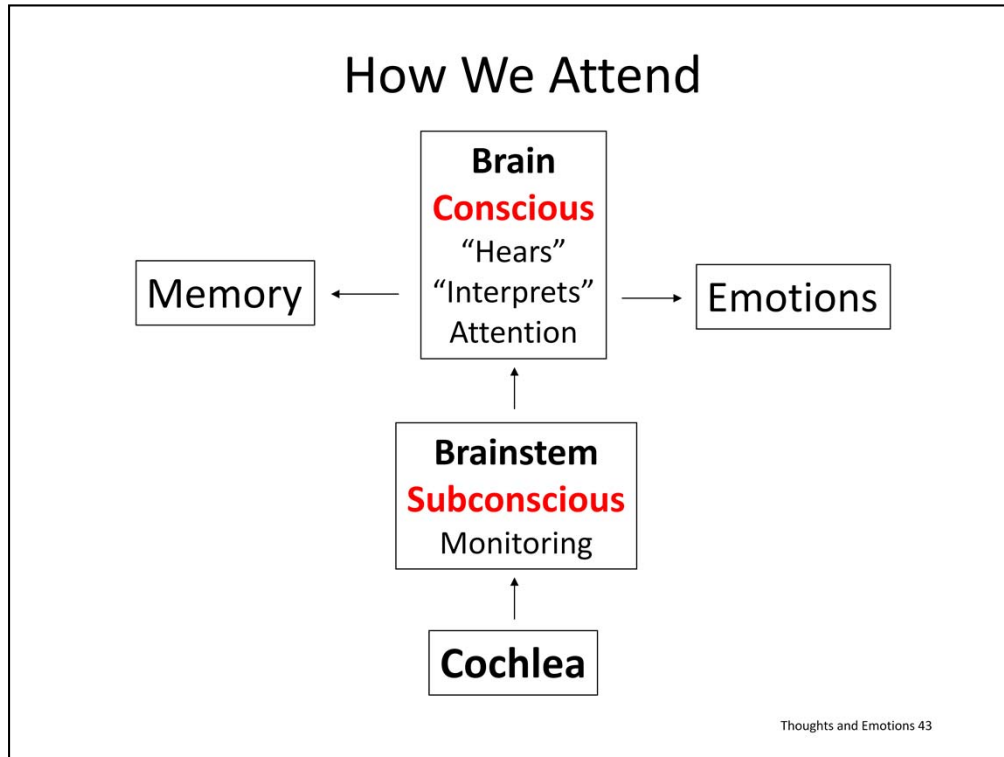 How We Attend
Brain
Conscious
“Hears”
“Interprets”
Attention
Memory
Emotions
Brainstem
Subconscious
Monitoring
Cochlea
Thoughts and Emotions 43